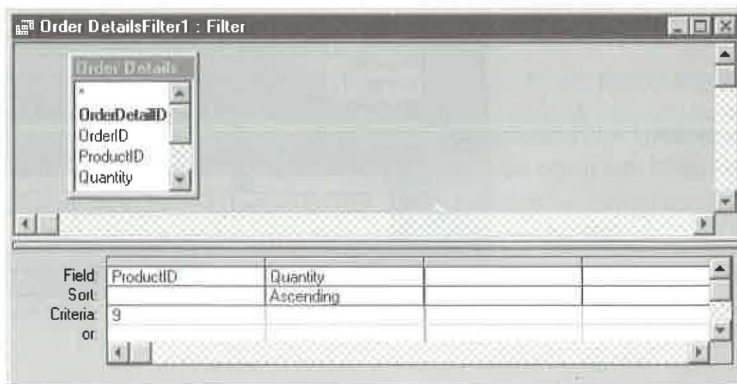 Order DetailsFilter1 : Filter
Order Details
*
OrderDetailID
OrderID
ProductID
Quantity
Field: ProductID Quantity
Sort: Ascending
Criteria: 9
or: